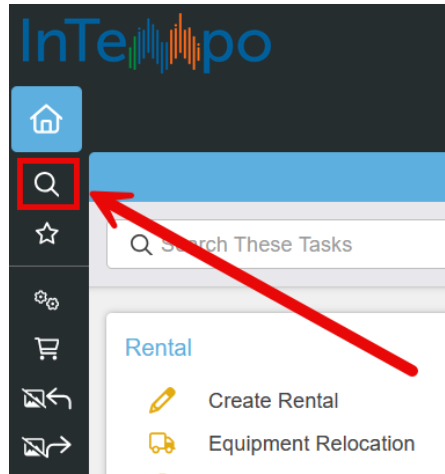 InTempo
Search These Tasks
Rental
Create Rental
Equipment Relocation